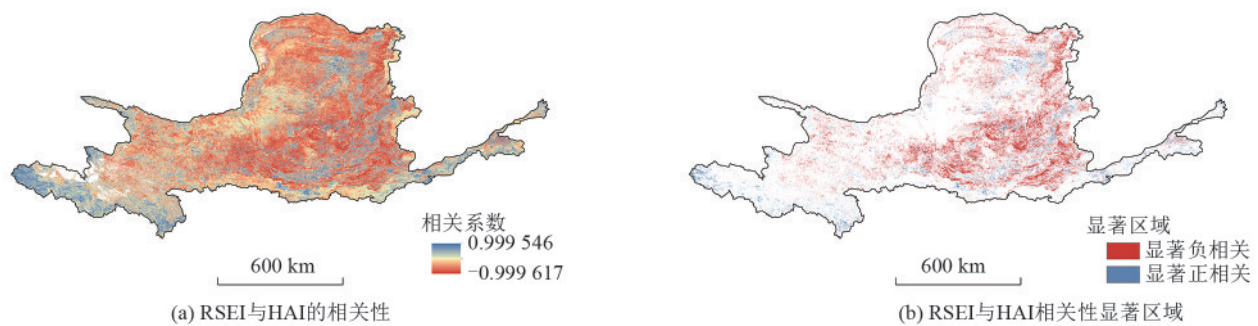 相关系数
0.999 546
−0.999 617
600 km
(a) RSEI与HAI的相关性
显著区域
显著负相关
显著正相关
600 km
(b) RSEI与HAI相关性显著区域